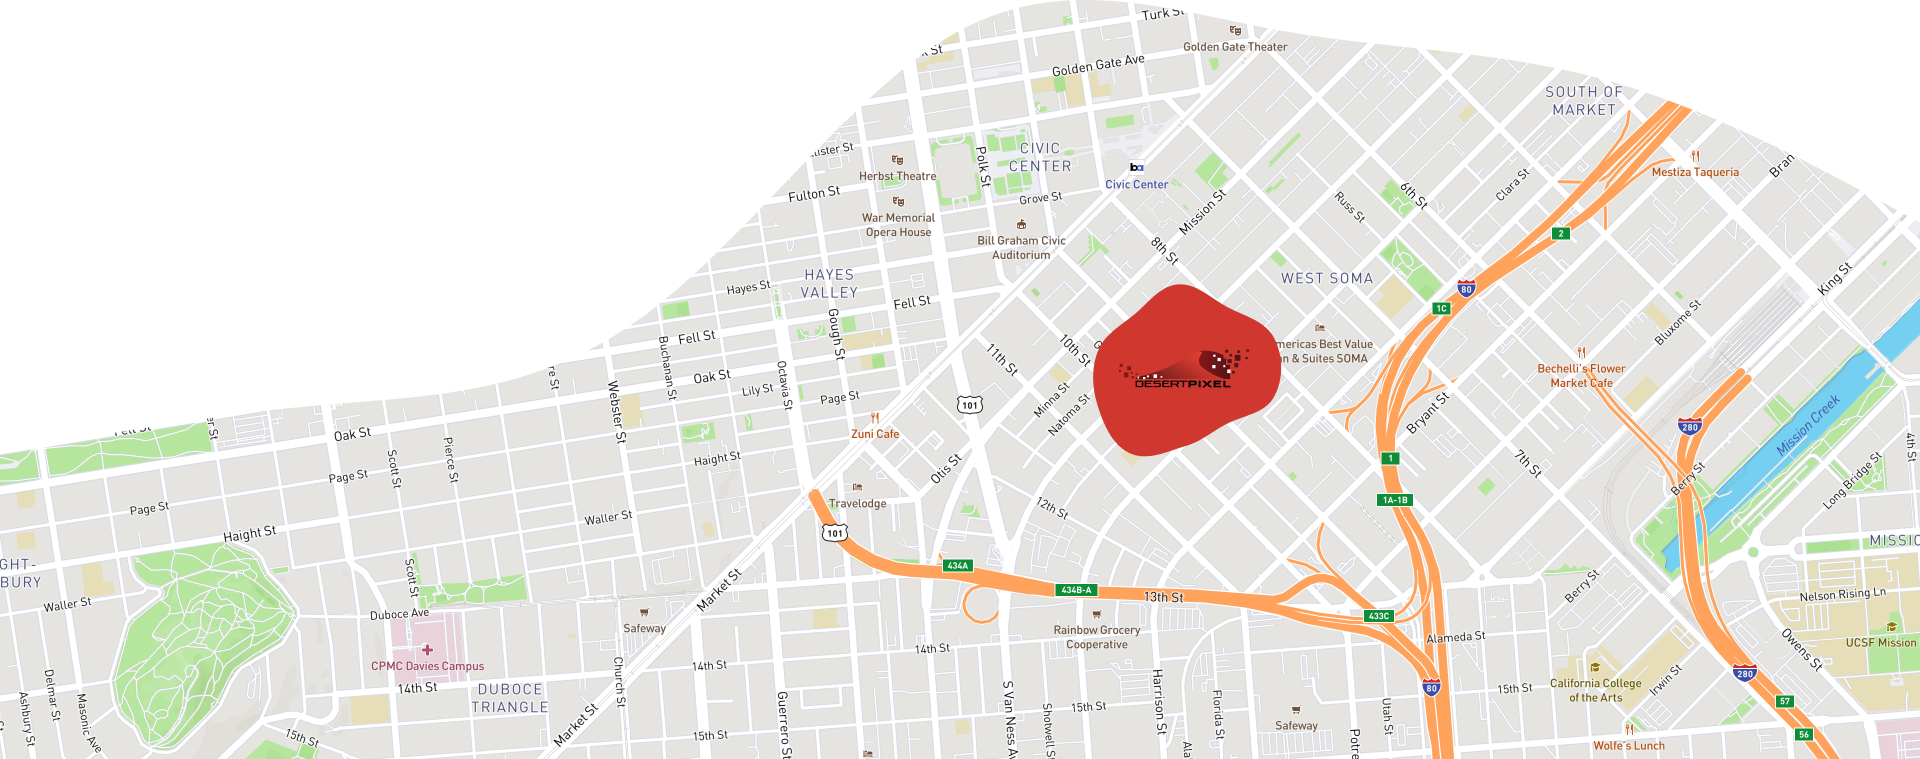 Turk St
Golden Gate Theater
Golden Gate Ave
St
SOUTH OF
MARKET
CIVIC
CENTER
Polk St
Herbst Theatre
Fulton St
War Memorial
Opera House
Grove St
Bill Graham Civic
Auditorium
Civic Center
Mission St
8th St
Russ St
6th St
Clara St
Mestiza Taqueria
2
80
1C
WEST SOMA
HAYES
VALLEY
Hayes St
Fell St
Fell St
Gough St
Buchanan St
Octavia St
Oak St
Lily St
Page St
Webster St
Zuni Cafe
101
11th St
10th St
Minna St
Natoma St
DESERTPIXEL
mericas Best Value
n & Suites SOMA
Bluxome St
King St
Bechelli's Flower
Market Cafe
Bryant St
280
Mission Creek
4th St
7th St
Berry St
Long Bridge St
1
1A-1B
Oak St
Page St
Scott St
Pierce St
Haight St
Otis St
Travelodge
12th St
Page St
Haight St
Waller St
101
434A
434B-A
13th St
433C
Market St
Scott St
Duboce Ave
CPMC Davies Campus
Safeway
Rainbow Grocery
Cooperative
Waller St
14th St
DUBOCE
TRIANGLE
Church St
14th St
14th St
Market St
15th St
15th St
15th St
15th St
Delmar St
Masonic Ave
Ashbury St
Guerrero St
S Van Ness
Shotwell S
Harrison St
Florida St
Safeway
Utah St
80
Alameda St
Berry St
Nelson Rising Ln
UCSF Mission
Owens St
California College
of the Arts
Irwin St
Wolfe's Lunch
280
57
56